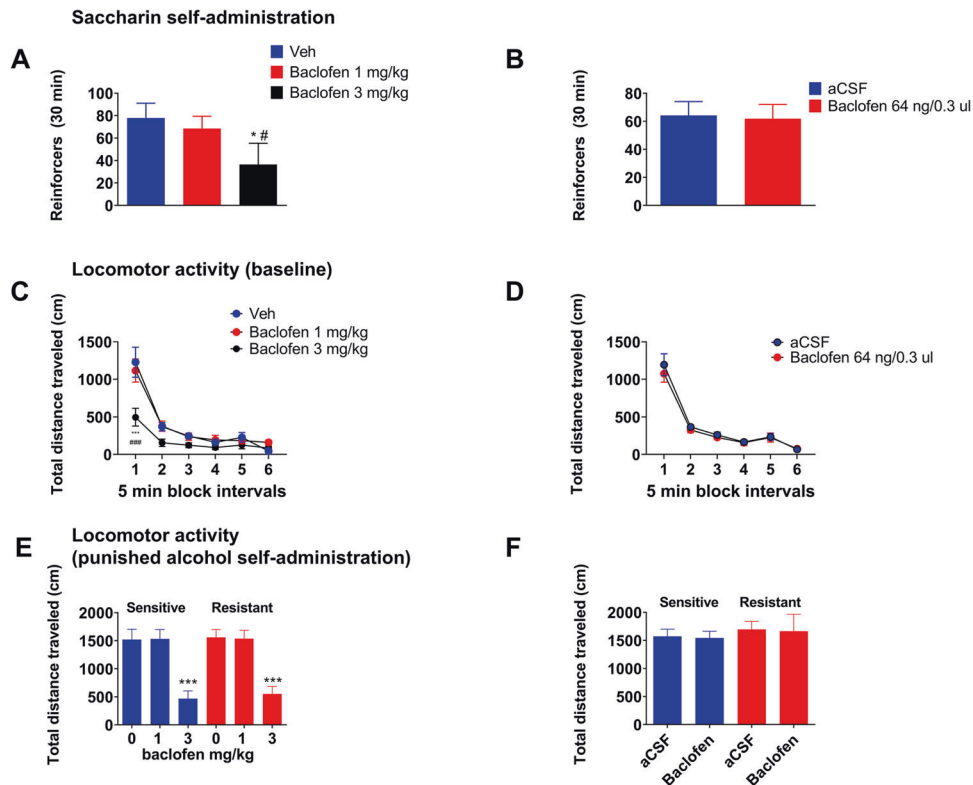 Saccharin self-administration
A
Veh
Baclofen 1 mg/kg
Baclofen 3 mg/kg
Reinforcers (30 min)
100
80
60
40
20
0
* #
B
aCSF
Baclofen 64 ng/0.3 ul
Reinforcers (30 min)
80
60
40
20
0
Locomotor activity (baseline)
C
Veh
Baclofen 1 mg/kg
Baclofen 3 mg/kg
Total distance traveled (cm)
1500
1000
500
0
***
###
1 2 3 4 5 6
5 min block intervals
D
aCSF
Baclofen 64 ng/0.3 ul
Total distance traveled (cm)
1500
1000
500
0
1 2 3 4 5 6
5 min block intervals
Locomotor activity
(punished alcohol self-administration)
E
Total distance traveled (cm)
2000
1500
1000
500
0
Sensitive Resistant
*** ***
0 1 3 0 1 3
baclofen mg/kg
F
Total distance traveled (cm)
2000
1500
1000
500
0
Sensitive Resistant
aCSF Baclofen aCSF Baclofen